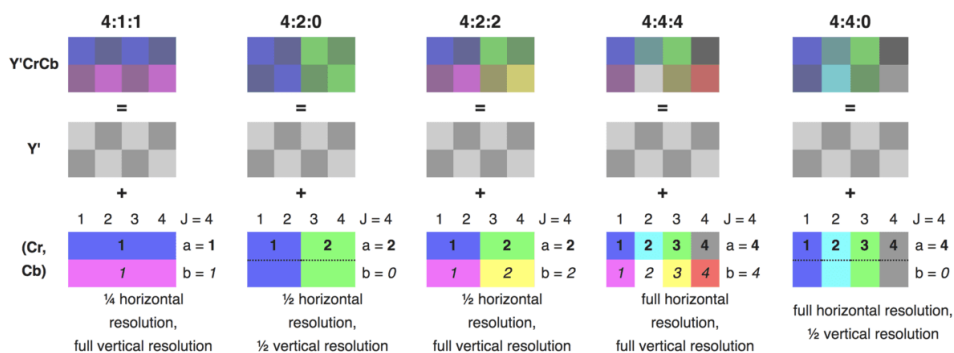 4:1:1 4:2:0 4:2:2 4:4:4 4:4:0
Y'CrCb
= = = = =
Y'
+ + + + +
1 2 3 4 J = 4 1 2 3 4 J = 4 1 2 3 4 J = 4 1 2 3 4 J = 4 1 2 3 4 J = 4
(Cr, 1 a = 1 1 2 a = 2 1 2 a = 2 1 2 3 4 a = 4 1 2 3 4 a = 4
Cb) 1 b = 1 b = 0 1 2 b = 2 1 2 3 4 b = 4 b = 0
¼ horizontal ½ horizontal ½ horizontal full horizontal
resolution, resolution, resolution, resolution, full horizontal resolution,
full vertical resolution ½ vertical resolution full vertical resolution full vertical resolution ½ vertical resolution